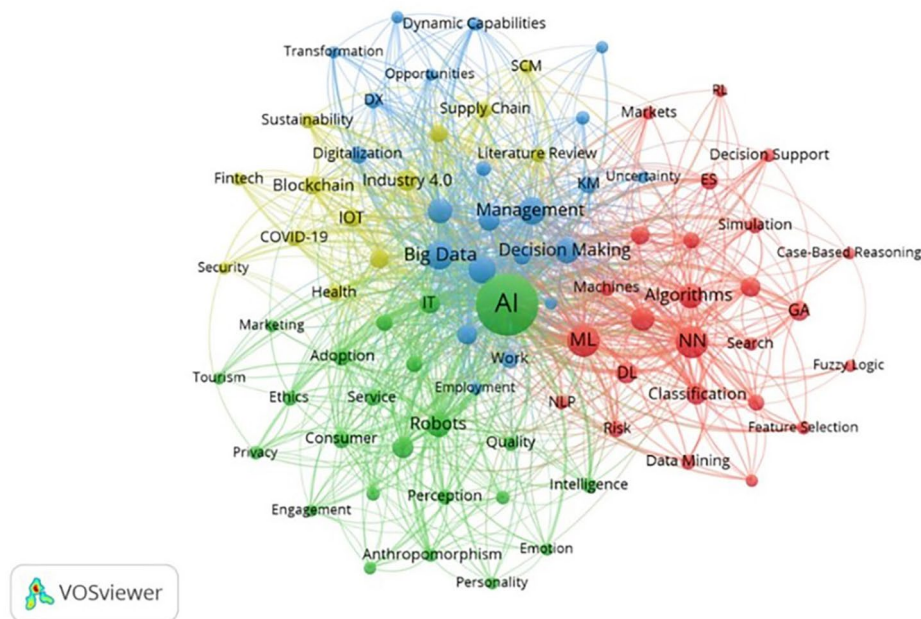 Dynamic Capabilities
Transformation
SCM
Opportunities
RL
DX
Supply Chain
Markets
Sustainability
Digitalization
Literature Review
Decision Support
Fintech
Blockchain
Industry 4.0
KM
Uncertainty
ES
IOT
Management
Simulation
COVID-19
Big Data
Decision Making
Case-Based Reasoning
Security
Health
IT
AI
Machines
Algorithms
GA
Marketing
ML
NN
Search
Adoption
Work
Tourism
DL
Fuzzy Logic
Ethics
Service
Employment
NLP
Classification
Robots
Risk
Feature Selection
Privacy
Consumer
Quality
Data Mining
Engagement
Perception
Intelligence
Anthropomorphism
Emotion
Personality
VOSviewer